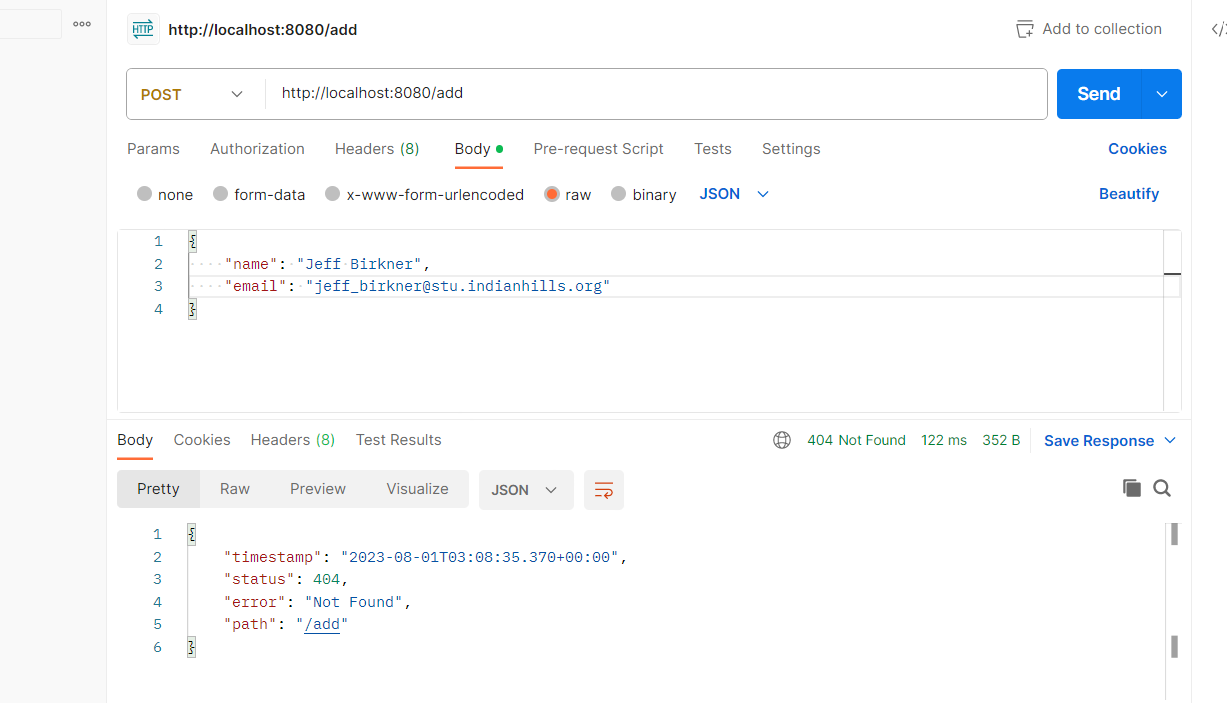 HTTP http://localhost:8080/add Add to collection
POST http://localhost:8080/add Send
Params Authorization Headers (8) Body Pre-request Script Tests Settings Cookies
none form-data x-www-form-urlencoded raw binary JSON Beautify
1 {
2 "name": "Jeff Birkner",
3 "email": "jeff_birkner@stu.indianhills.org"
4 }
Body Cookies Headers (8) Test Results 404 Not Found 122 ms 352 B Save Response
Pretty Raw Preview Visualize JSON
1 {
2 "timestamp": "2023-08-01T03:08:35.370+00:00",
3 "status": 404,
4 "error": "Not Found",
5 "path": "/add"
6 }